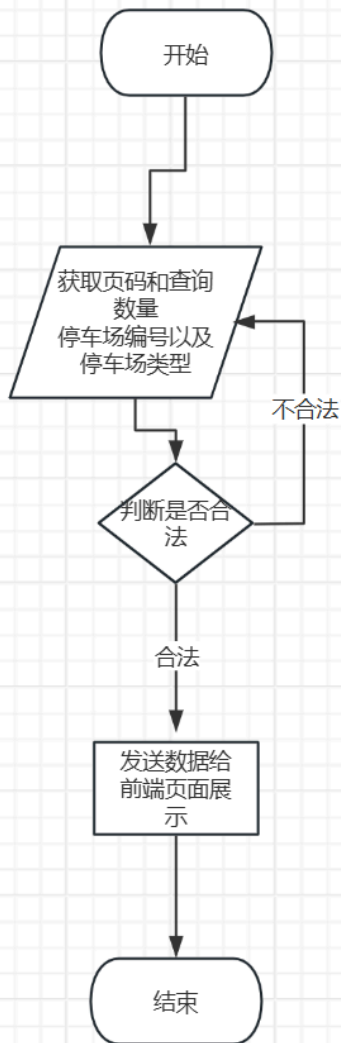 开始
获取页码和查询
数量
停车场编号以及
停车场类型
不合法
判断是否合
法
合法
发送数据给
前端页面展
示
结束